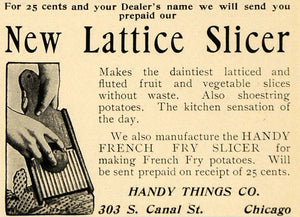 For 25 cents and your Dealer's name we will send you
prepaid our
New Lattice Slicer
Makes the daintiest latticed and
fluted fruit and vegetable slices
without waste. Also shoestring
potatoes. The kitchen sensation of
the day.
We also manufacture the HANDY
FRENCH FRY SLICER for
making French Fry potatoes. Will
be sent prepaid on receipt of 25 cents.
HANDY THINGS CO.
303 S. Canal St. Chicago